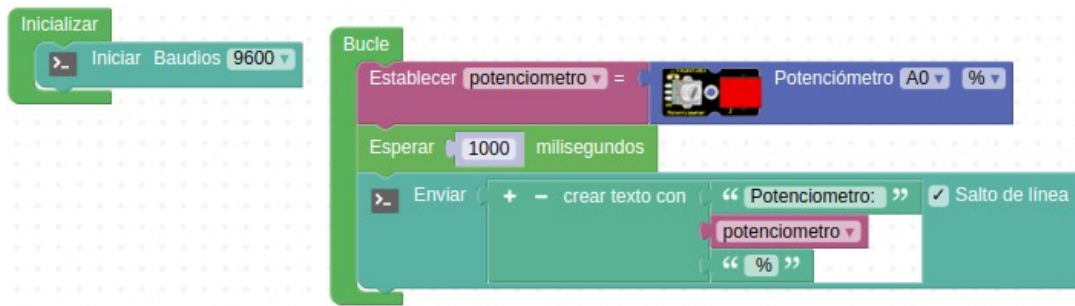 Inicializar
>_ Iniciar Baudios 9600
Bucle
Establecer potenciometro = Potenciómetro A0 %
Esperar 1000 milisegundos
>_ Enviar + - crear texto con “ Potenciometro: ” ✓ Salto de línea
potenciometro
“ % ”